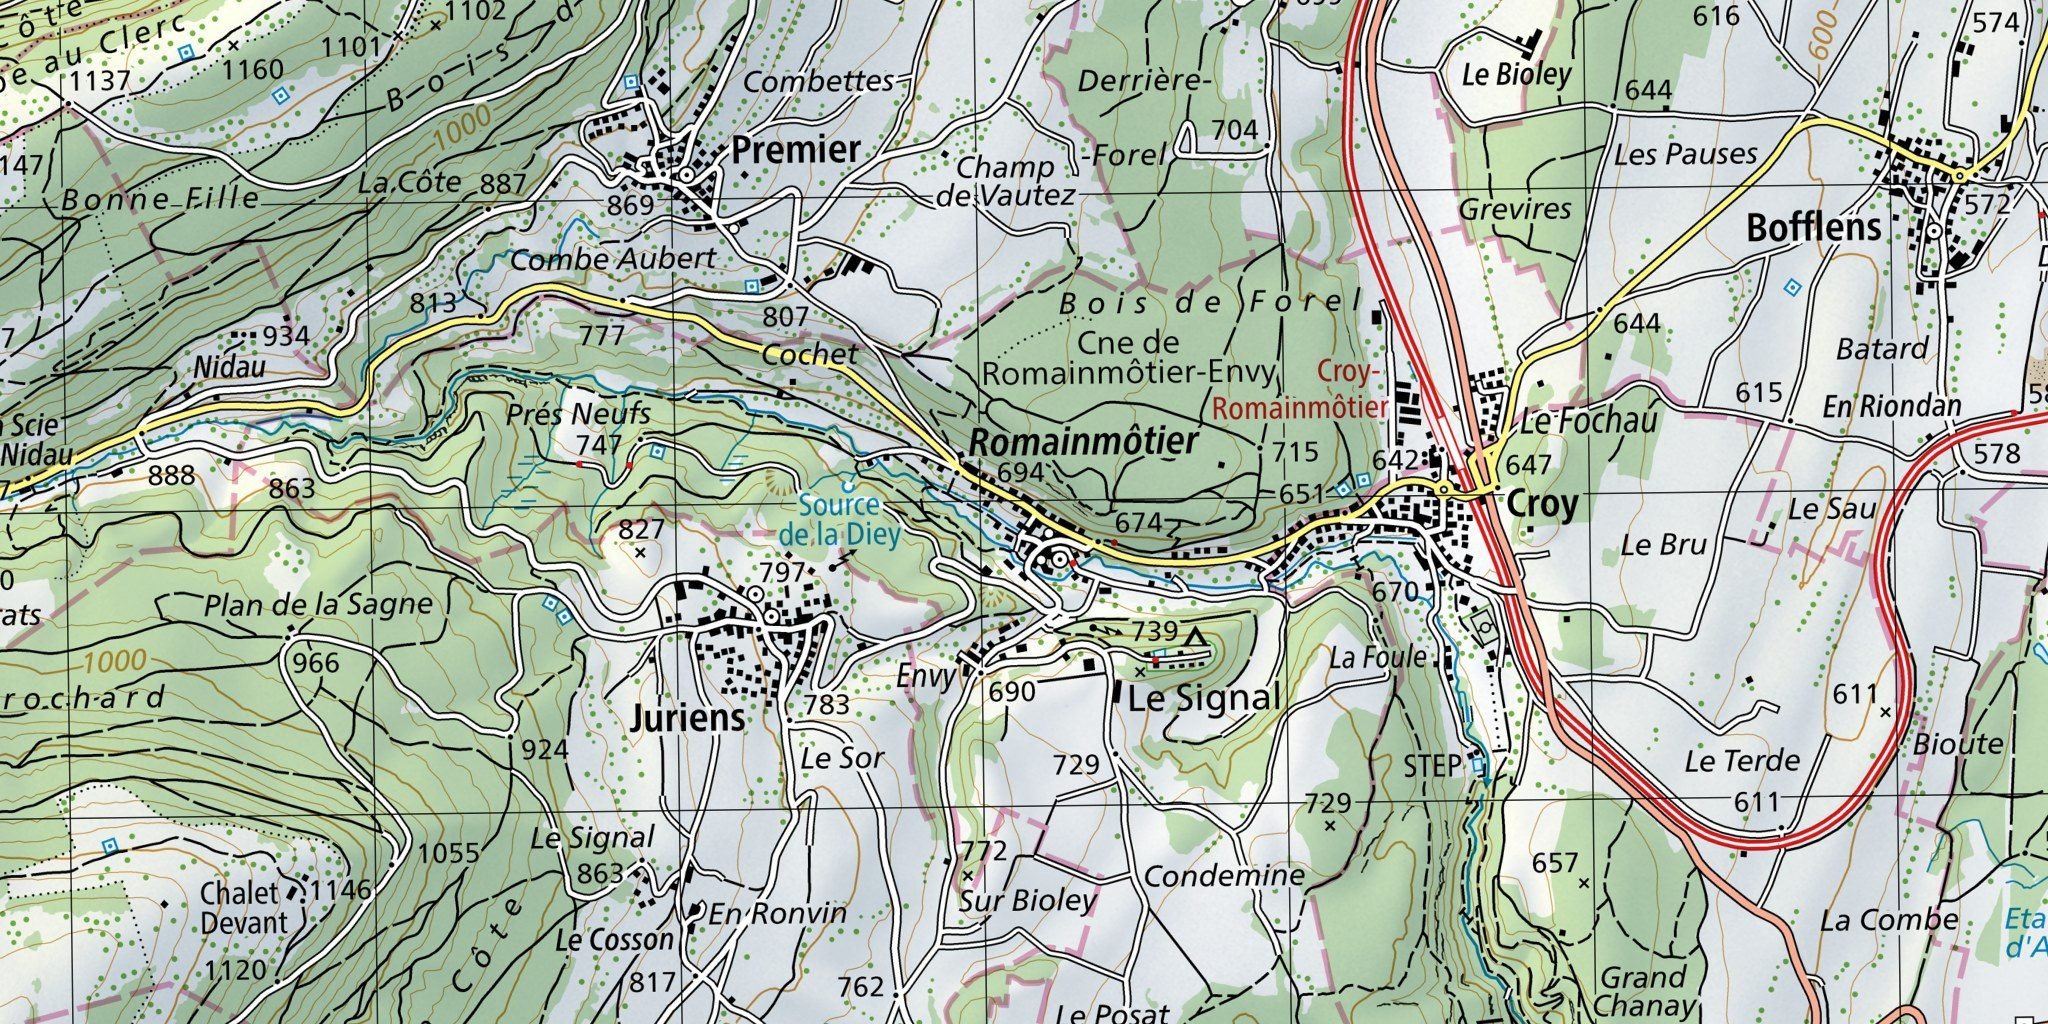 Côte
1102
1101
au Clerc
1160
1137
Bois d
1000
Combettes
Derrière-
-Forel
704
616
574
600
Le Bioley
644
Les Pauses
147
Premier
Champ
de Vautez
Bonne Fille
La Côte
887
869
Grevires
Bofflens
572
Combe Aubert
813
807
777
Bois de Forel
644
934
Nidau
Cochet
Cne de
Romainmôtier-Envy
Croy-
Romainmôtier
Batard
615
En Riondan
Scie
Nidau
Prés Neufs
747
Romainmôtier
694
715
642
Le Fochau
647
578
888
863
Source
de la Diey
651
674
Croy
Le Sau
827
Le Bru
797
670
rats
Plan de la Sagne
739
La Foule
1000
966
rochard
Envy
690
Le Signal
611
Juriens
783
924
Le Sor
729
STEP
Le Terde
Bioute
611
729
Le Signal
863
1055
772
Condemine
657
Chalet
Devant
1146
Sur Bioley
En Ronvin
Le Cosson
La Combe
Eta
d'A
1120
Côte
817
762
Grand
Chanay
Le Posat